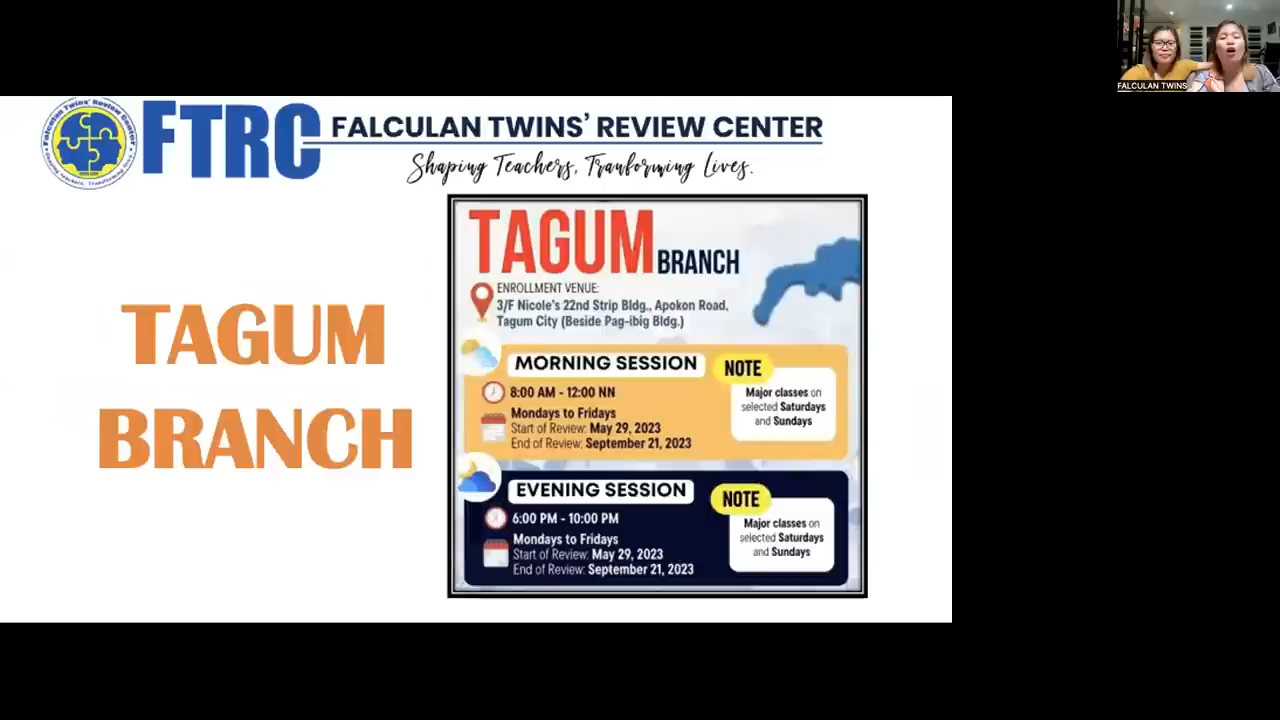 FALCULAN TWINS
FTRC
FALCULAN TWINS' REVIEW CENTER
Shaping Teachers, Tranforming Lives.
TAGUM
BRANCH
TAGUM BRANCH
ENROLLMENT VENUE:
3/F Nicole's 22nd Strip Bldg., Apokon Road,
Tagum City (Beside Pag-ibig Bldg.)
MORNING SESSION
8:00 AM - 12:00 NN
Mondays to Fridays
Start of Review: May 29, 2023
End of Review: September 21, 2023
NOTE
Major classes on
selected Saturdays
and Sundays
EVENING SESSION
6:00 PM - 10:00 PM
Mondays to Fridays
Start of Review: May 29, 2023
End of Review: September 21, 2023
NOTE
Major classes on
selected Saturdays
and Sundays